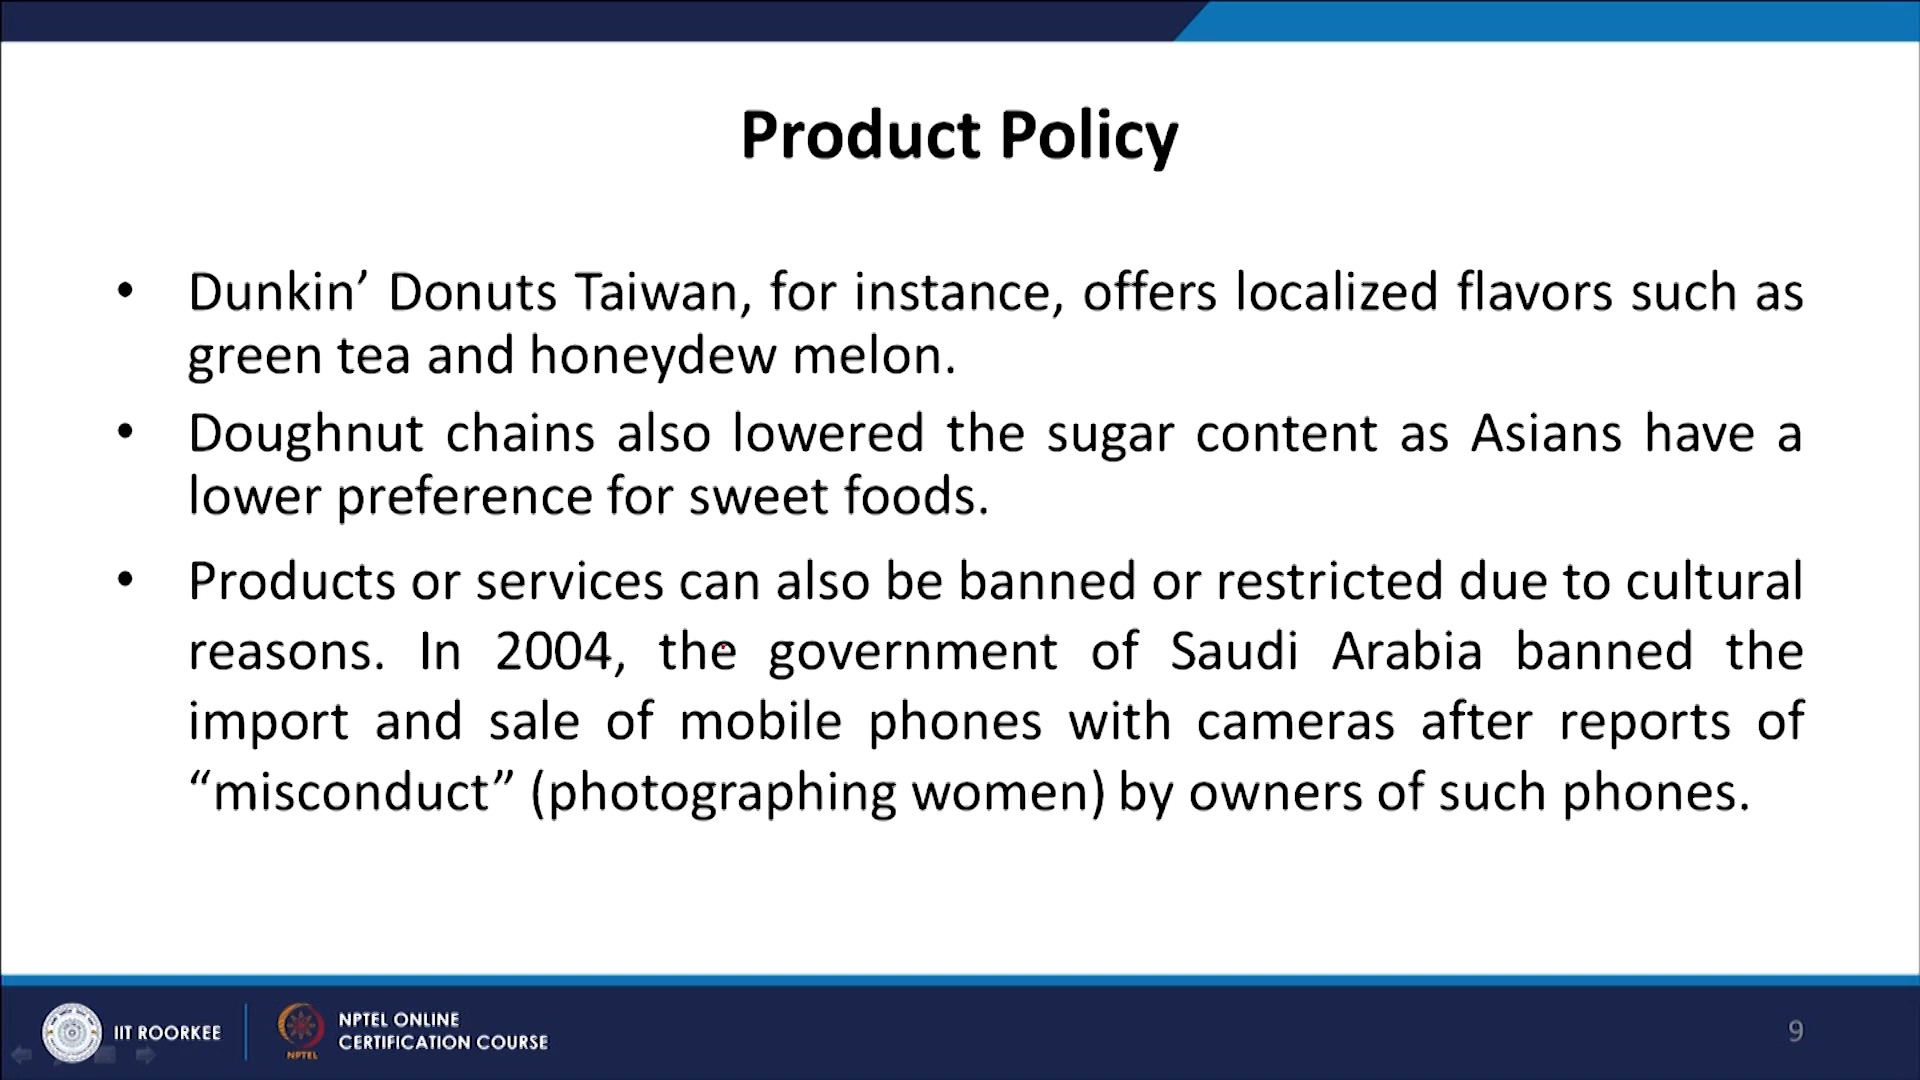 Product Policy
• Dunkin’ Donuts Taiwan, for instance, offers localized flavors such as
green tea and honeydew melon.
• Doughnut chains also lowered the sugar content as Asians have a
lower preference for sweet foods.
• Products or services can also be banned or restricted due to cultural
reasons. In 2004, the government of Saudi Arabia banned the
import and sale of mobile phones with cameras after reports of
“misconduct” (photographing women) by owners of such phones.
IIT ROORKEE
NPTEL
NPTEL ONLINE
CERTIFICATION COURSE
9